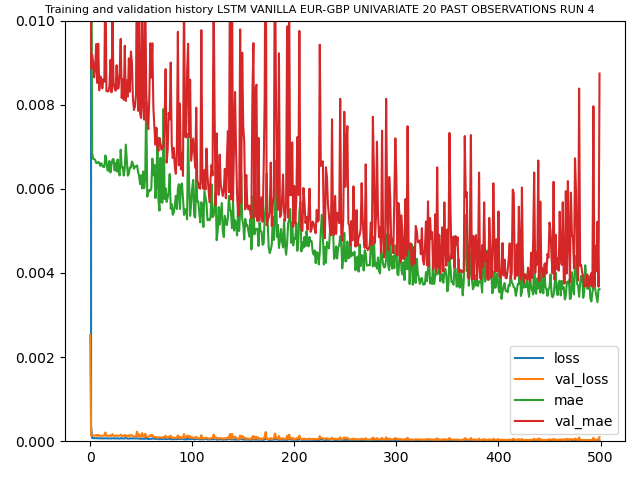 Training and validation history LSTM VANILLA EUR-GBP UNIVARIATE 20 PAST OBSERVATIONS RUN 4
0.010
0.008
0.006
0.004
0.002
0.000
loss
val_loss
mae
val_mae
0 100 200 300 400 500